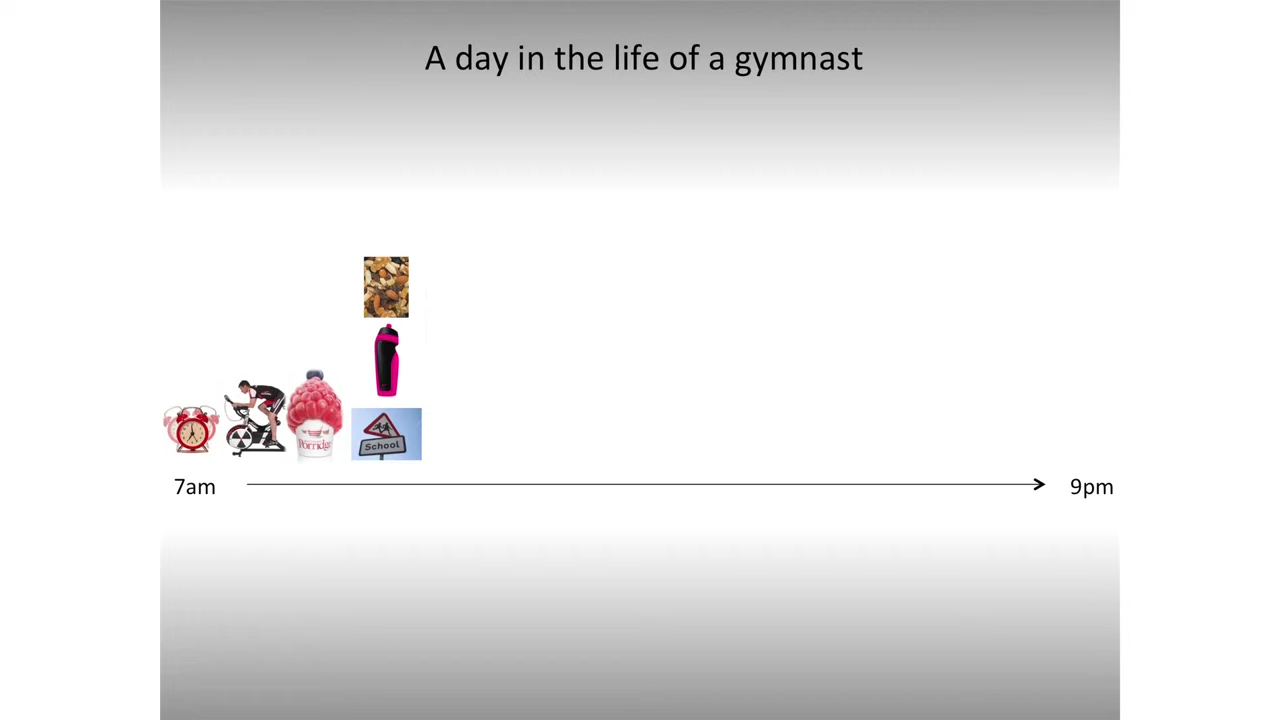 A day in the life of a gymnast
Porridge
School
7am
9pm